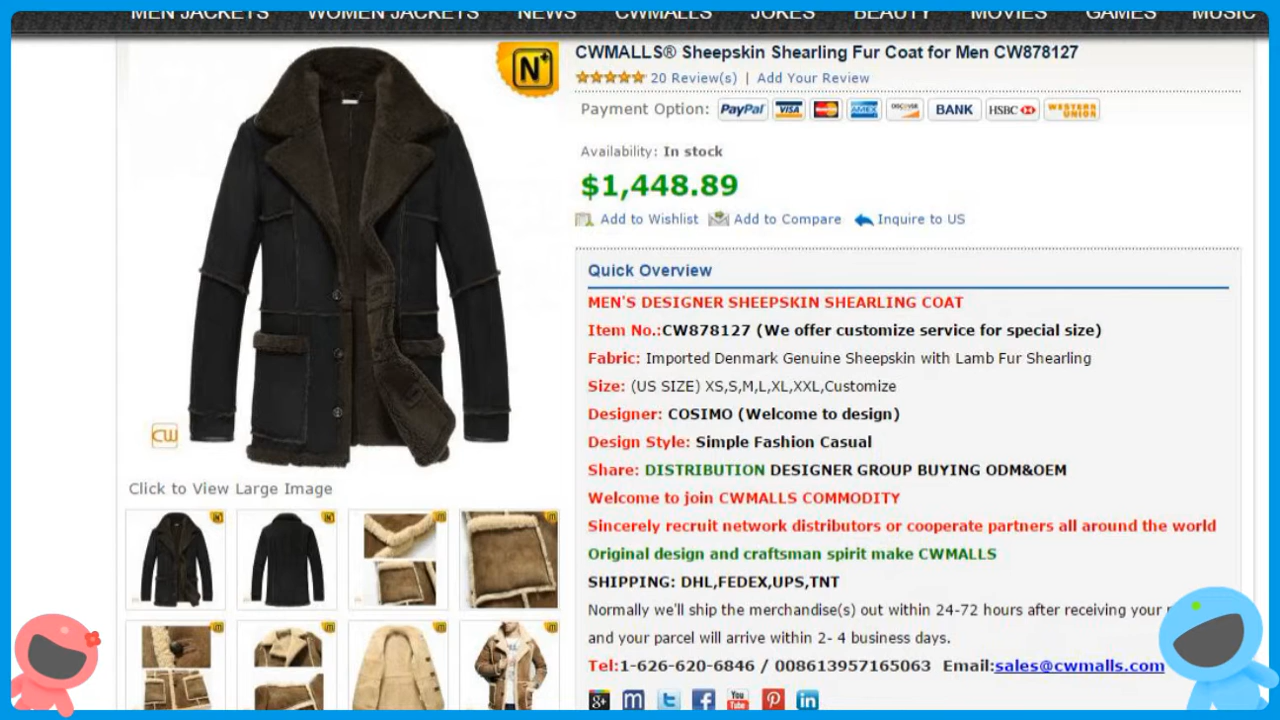 MEN JACKETS WOMEN JACKETS NEWS CWMALLS JOKES BEAUTY MOVIES GAMES MUSIC
N+
CWMALLS® Sheepskin Shearling Fur Coat for Men CW878127
20 Review(s) | Add Your Review
Payment Option: PayPal VISA MasterCard AMEX DISCOVER BANK HSBC WESTERN UNION
Availability: In stock
$1,448.89
Add to Wishlist Add to Compare Inquire to US
Quick Overview
MEN'S DESIGNER SHEEPSKIN SHEARLING COAT
Item No.:CW878127 (We offer customize service for special size)
Fabric: Imported Denmark Genuine Sheepskin with Lamb Fur Shearling
Size: (US SIZE) XS,S,M,L,XL,XXL,Customize
Designer: COSIMO (Welcome to design)
Design Style: Simple Fashion Casual
Share: DISTRIBUTION DESIGNER GROUP BUYING ODM&OEM
Welcome to join CWMALLS COMMODITY
Sincerely recruit network distributors or cooperate partners all around the world
Original design and craftsman spirit make CWMALLS
SHIPPING: DHL,FEDEX,UPS,TNT
Normally we'll ship the merchandise(s) out within 24-72 hours after receiving your
and your parcel will arrive within 2- 4 business days.
Tel:1-626-620-6846 / 008613957165063 Email:sales@cwmalls.com
CW
Click to View Large Image